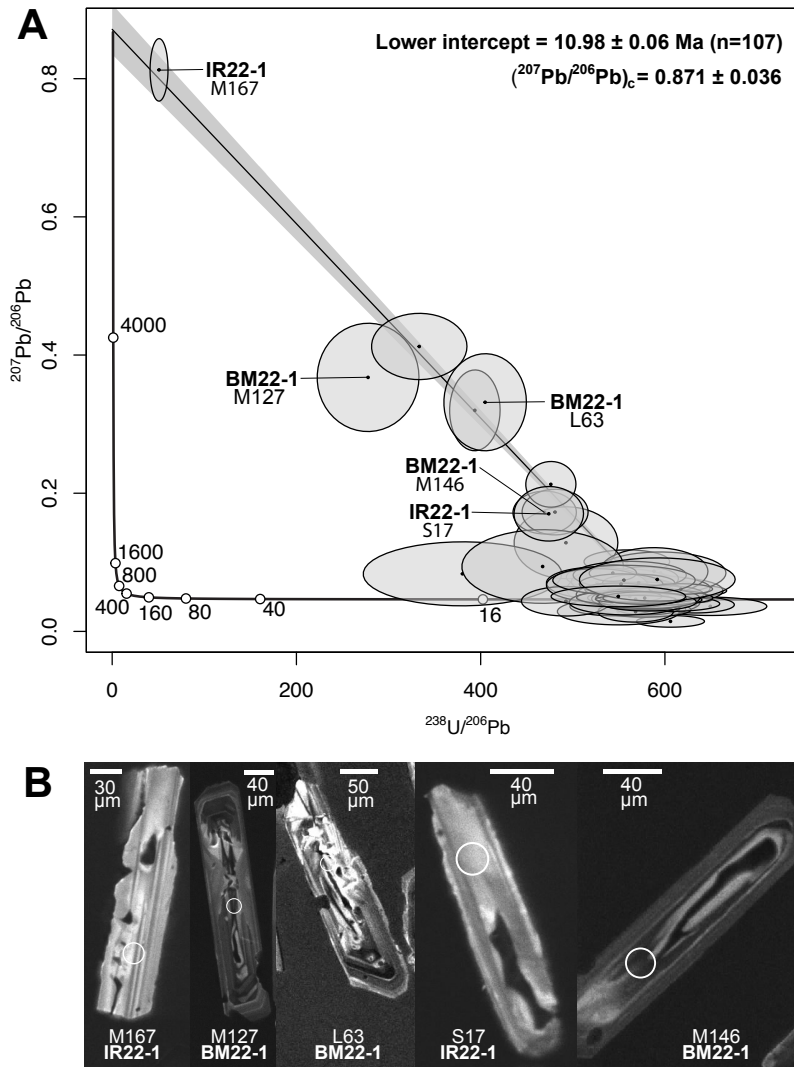 A
Lower intercept = 10.98 ± 0.06 Ma (n=107)
(²⁰⁷Pb/²⁰⁶Pb)c = 0.871 ± 0.036
IR22-1
M167
BM22-1
M127
BM22-1
L63
BM22-1
M146
IR22-1
S17
4000
1600
800
400
160
80
40
16
0.8
0.6
0.4
0.2
0.0
²⁰⁷Pb/²⁰⁶Pb
0
200
400
600
²³⁸U/²⁰⁶Pb
B
30
µm
40
µm
50
µm
40
µm
40
µm
M167
IR22-1
M127
BM22-1
L63
BM22-1
S17
IR22-1
M146
BM22-1